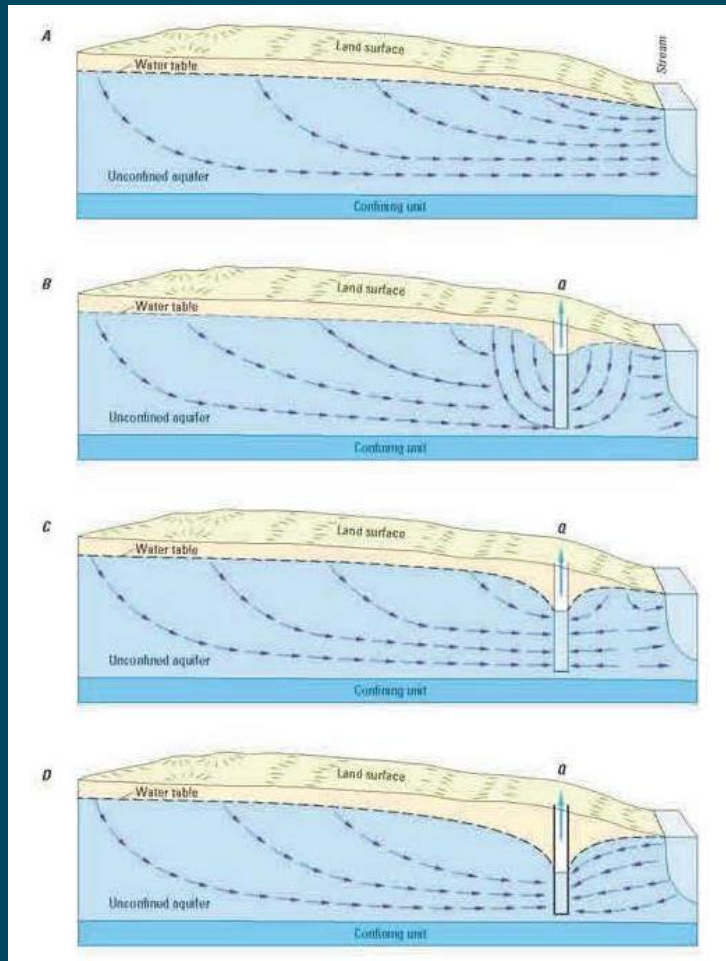 A
Land surface
Water table
Stream
Unconfined aquifer
Confining unit
B
Q
Land surface
Water table
Unconfined aquifer
Confining unit
C
Q
Land surface
Water table
Unconfined aquifer
Confining unit
D
Q
Land surface
Water table
Unconfined aquifer
Confining unit